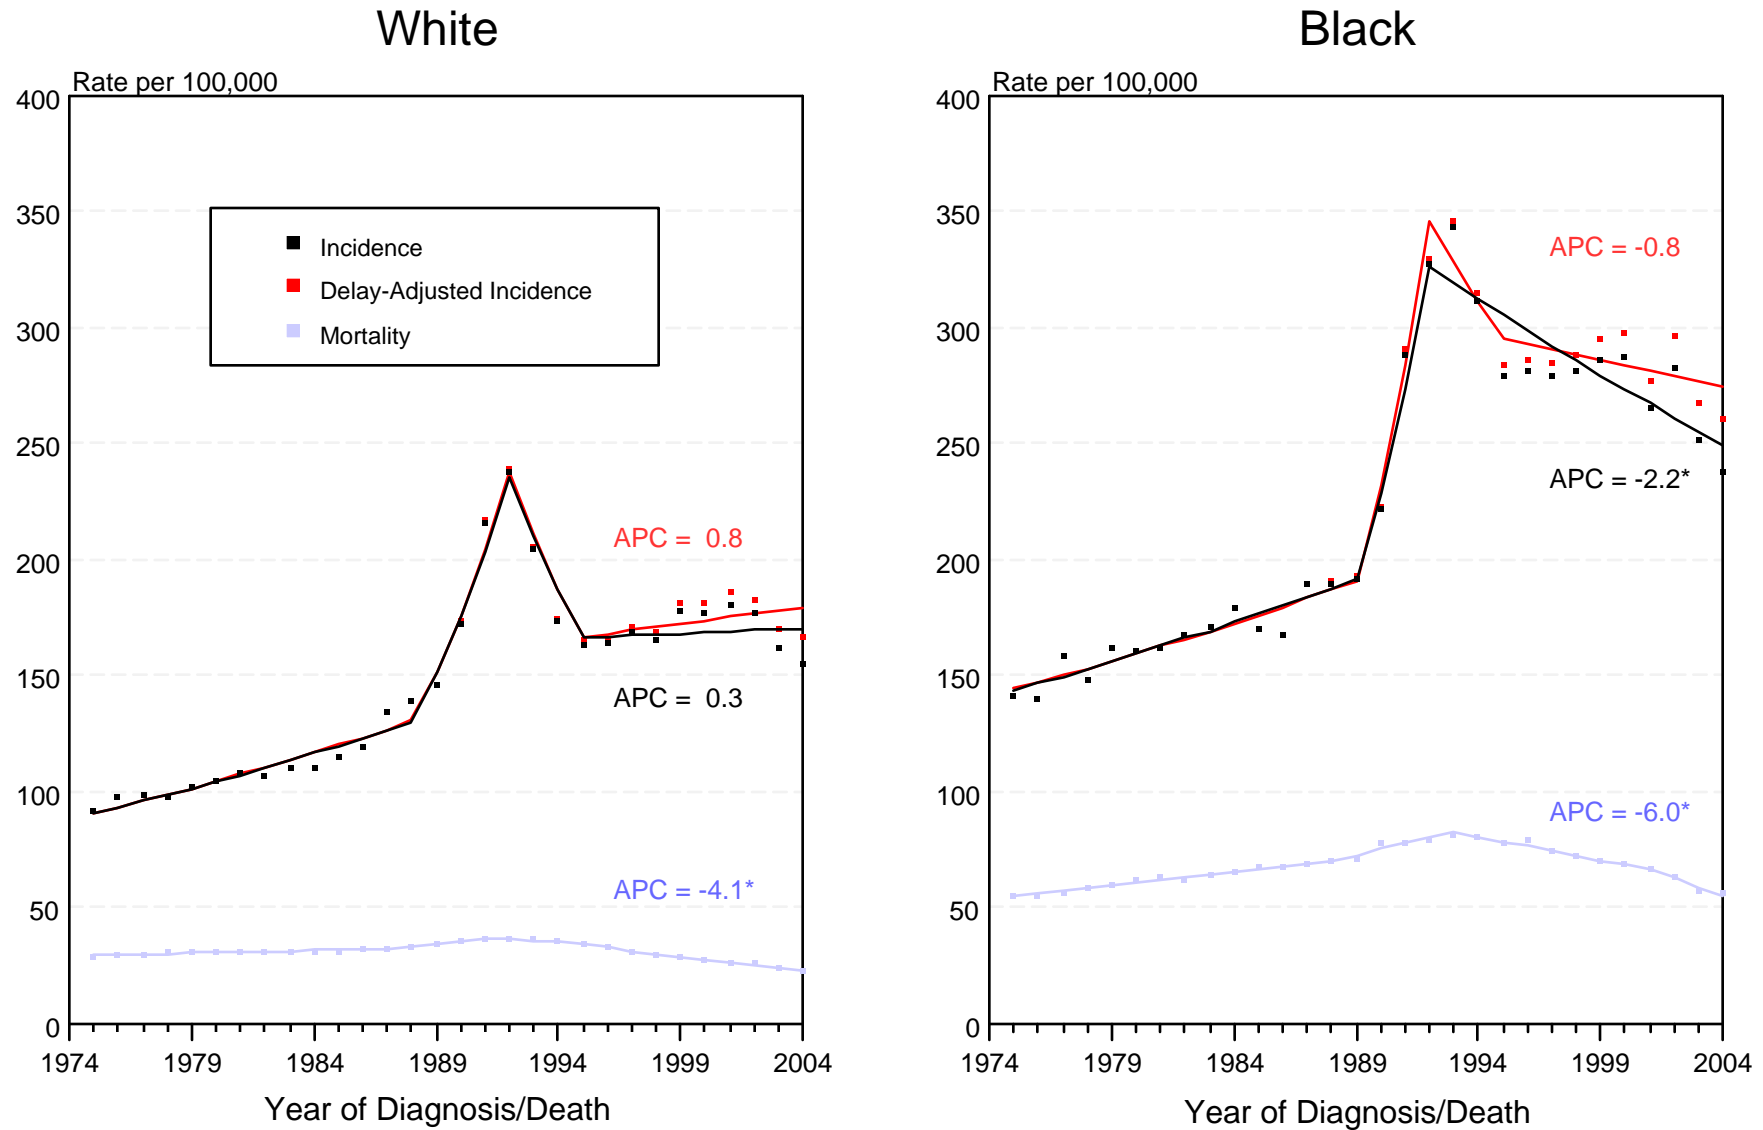 White
Rate per 100,000
400
350
300
250
200
150
100
50
0
Incidence
Delay-Adjusted Incidence
Mortality
APC = 0.8
APC = 0.3
APC = -4.1*
1974 1979 1984 1989 1994 1999 2004
Year of Diagnosis/Death
Black
Rate per 100,000
400
350
300
250
200
150
100
50
0
APC = -0.8
APC = -2.2*
APC = -6.0*
1974 1979 1984 1989 1994 1999 2004
Year of Diagnosis/Death